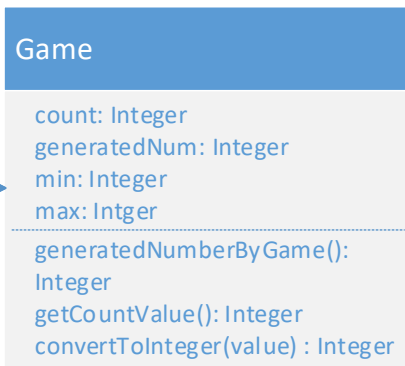 Game
count: Integer
generatedNum: Integer
min: Integer
max: Intger
generatedNumberByGame():
Integer
getCountValue(): Integer
convertToInteger(value) : Integer